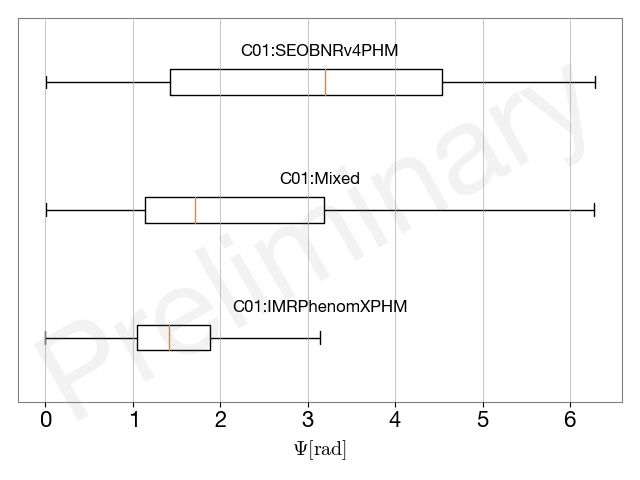 C01:SEOBNRv4PHM
C01:Mixed
C01:IMRPhenomXPHM
Preliminary
0 1 2 3 4 5 6
Ψ[rad]